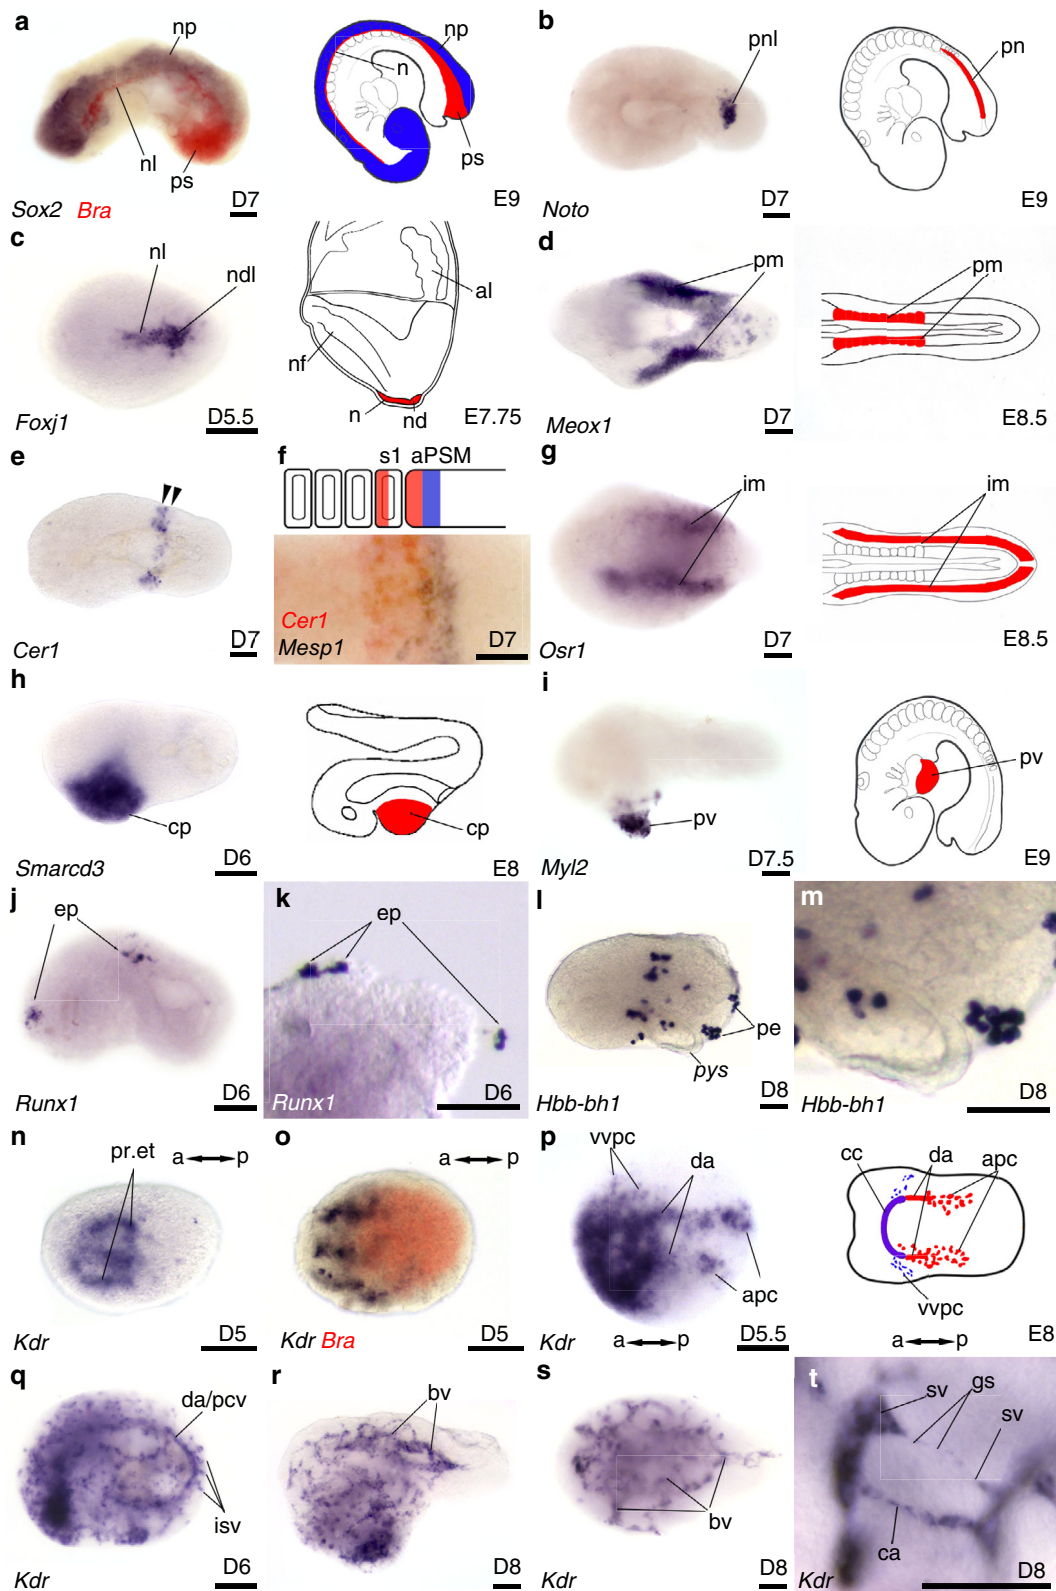 a
np
nl
ps
Sox2 Bra
D7
np
n
ps
E9
b
pnl
Noto
D7
pn
E9
c
nl
ndl
Foxj1
D5.5
al
nf
n
nd
E7.75
d
pm
Meox1
D7
pm
E8.5
e
Cer1
D7
f
s1 aPSM
Cer1
Mesp1
D7
g
im
Osr1
D7
im
E8.5
h
cp
Smarcd3
D6
cp
E8
i
pv
Myl2
D7.5
pv
E9
j
ep
Runx1
D6
k
ep
Runx1
D6
l
pe
pys
Hbb-bh1
D8
m
Hbb-bh1
D8
n
pr.et
a p
Kdr
D5
o
a p
Kdr Bra
D5
p
vvpc
da
apc
Kdr
a p
D5.5
cc
da
apc
vvpc
a p
E8
q
da/pcv
isv
Kdr
D6
r
bv
D8
s
bv
Kdr
D8
t
sv
gs
sv
ca
Kdr
D8